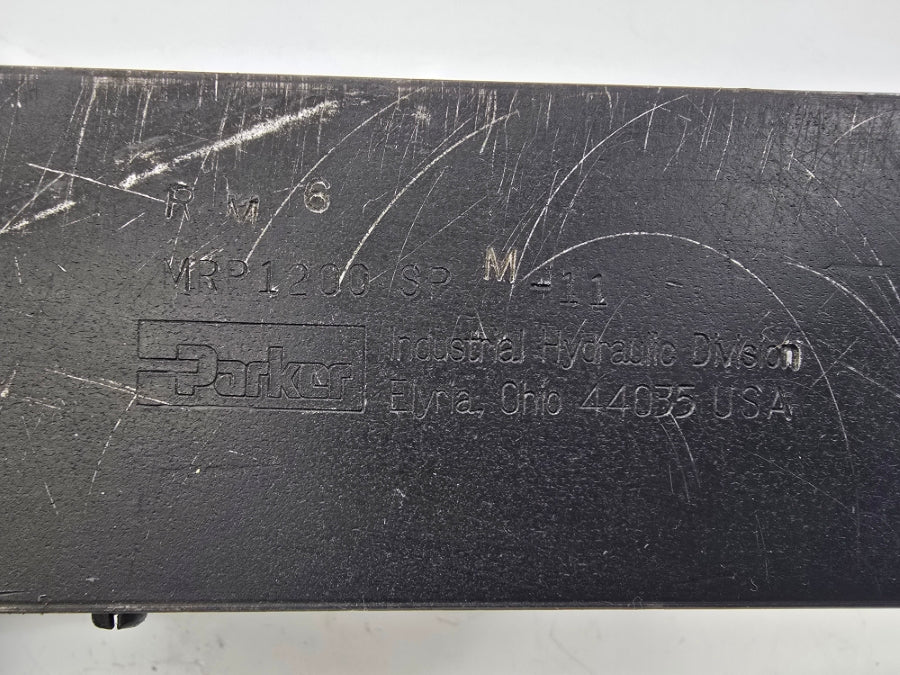 R M 6
MRP1200 SP M -11 -
Parker
Industrial Hydraulic Division
Elyria, Ohio 44035 USA